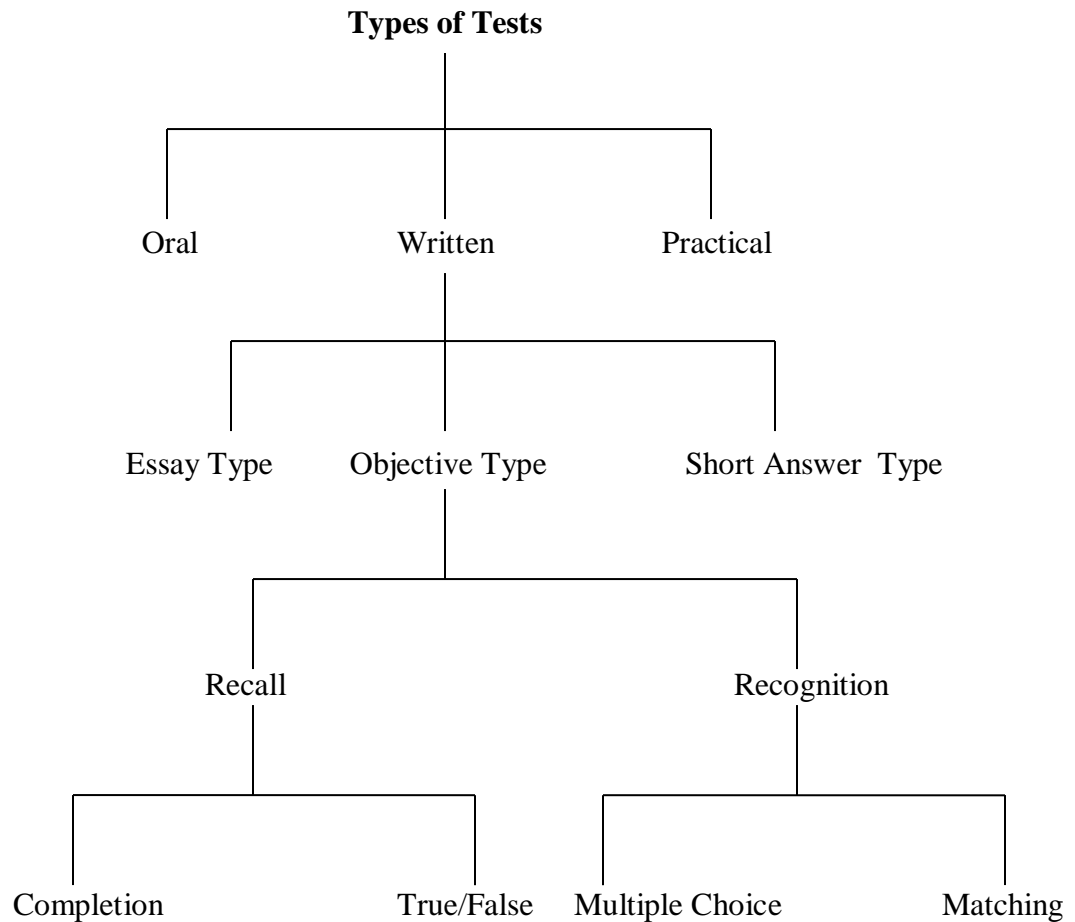 Types of Tests
Oral Written Practical
Essay Type Objective Type Short Answer Type
Recall Recognition
Completion True/False Multiple Choice Matching